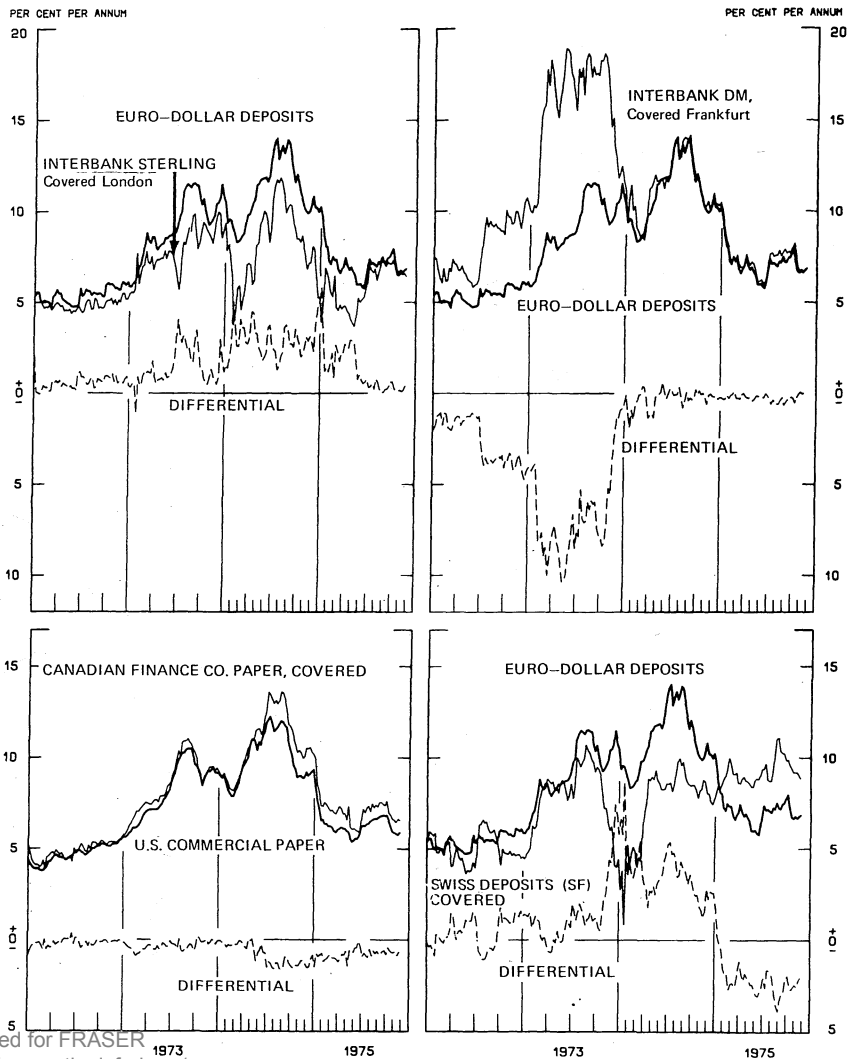 PER CENT PER ANNUM
PER CENT PER ANNUM
20
20
EURO-DOLLAR DEPOSITS
INTERBANK DM,
Covered Frankfurt
15
15
INTERBANK STERLING
Covered London
10
10
5
5
EURO-DOLLAR DEPOSITS
+
0
-
+
0
-
DIFFERENTIAL
DIFFERENTIAL
5
5
10
10
15
15
CANADIAN FINANCE CO. PAPER, COVERED
EURO-DOLLAR DEPOSITS
10
10
U.S. COMMERCIAL PAPER
5
5
SWISS DEPOSITS (SF)
COVERED
+
0
-
+
0
-
DIFFERENTIAL
DIFFERENTIAL
5
5
ed for FRASER
1973
1975
1973
1975